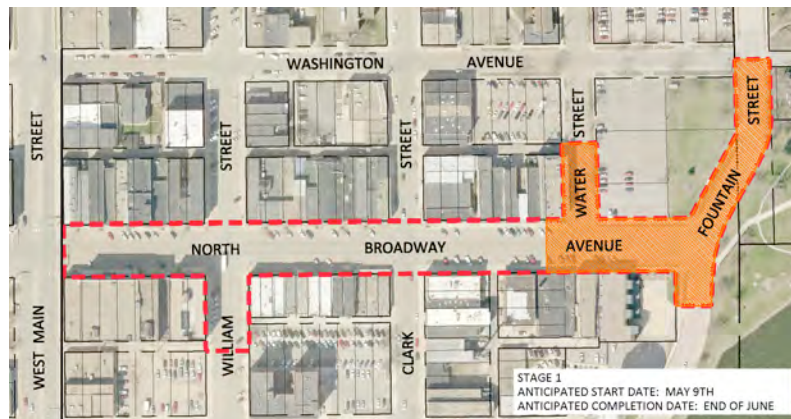 WASHINGTON AVENUE
STREET
STREET
STREET
STREET
STREET
WATER
FOUNTAIN
NORTH BROADWAY AVENUE
WEST MAIN
WILLIAM
CLARK
STAGE 1
ANTICIPATED START DATE: MAY 9TH
ANTICIPATED COMPLETION DATE: END OF JUNE